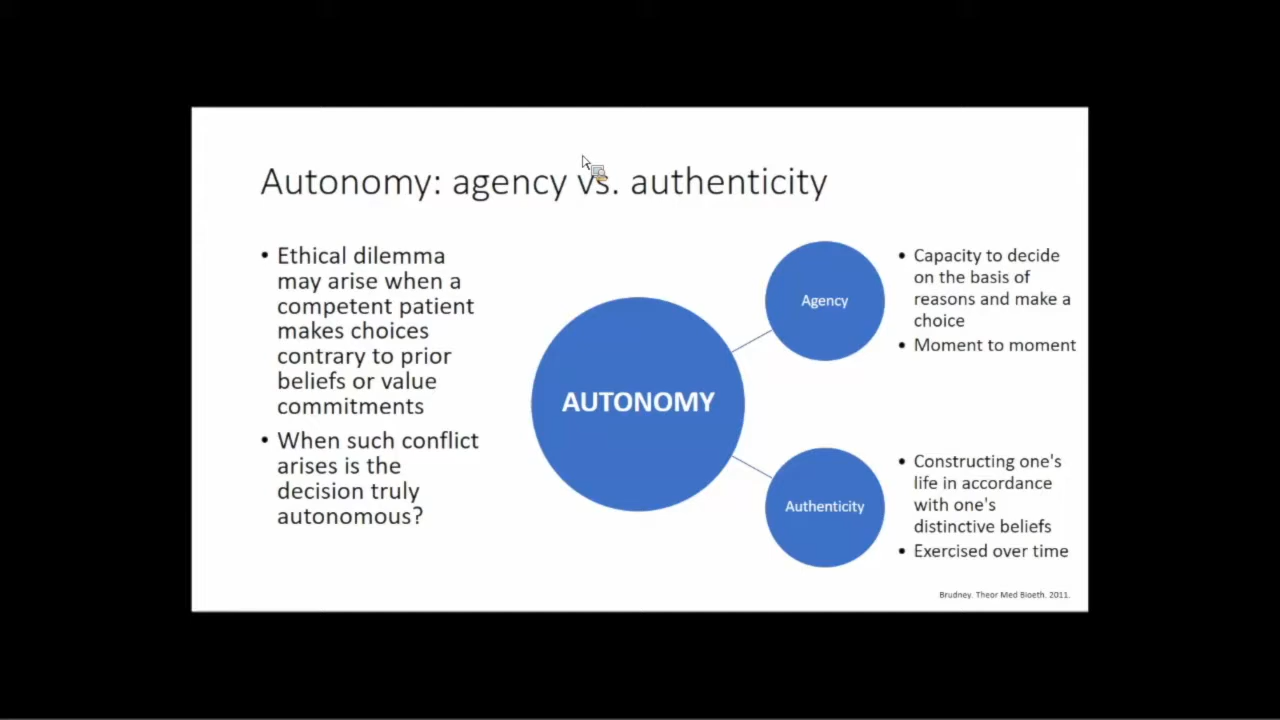 Autonomy: agency vs. authenticity
• Ethical dilemma
may arise when a
competent patient
makes choices
contrary to prior
beliefs or value
commitments
• When such conflict
arises is the
decision truly
autonomous?
AUTONOMY
Agency
• Capacity to decide
on the basis of
reasons and make a
choice
• Moment to moment
Authenticity
• Constructing one's
life in accordance
with one's
distinctive beliefs
• Exercised over time
Brudney. Theor Med Bioeth. 2011.